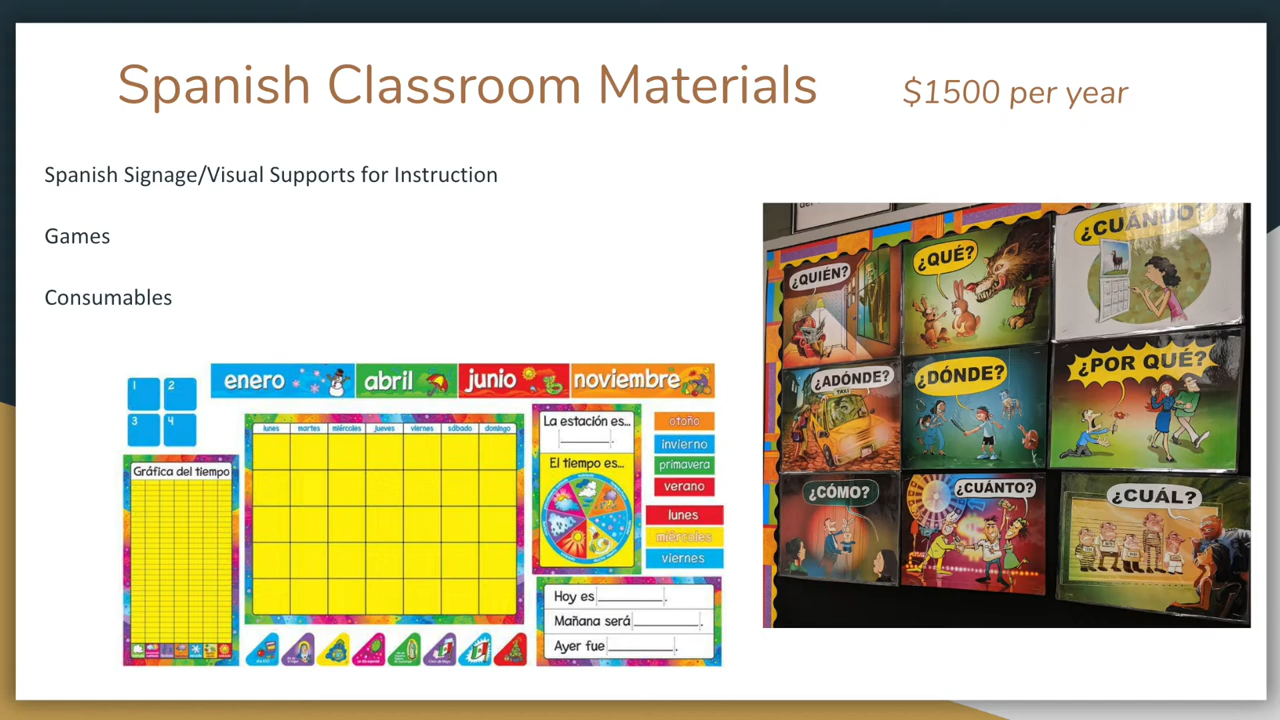 Spanish Classroom Materials
$1500 per year
Spanish Signage/Visual Supports for Instruction
Games
Consumables
1
2
3
4
enero
abril
junio
noviembre
Gráfica del tiempo
lunes martes miércoles jueves viernes sábado domingo
La estación es...
El tiempo es...
otoño
invierno
primavera
verano
lunes
miércoles
viernes
Hoy es
Mañana será
Ayer fue
¿QUIÉN?
¿QUÉ?
¿CUÁNDO?
¿ADÓNDE?
TAXI
¿DÓNDE?
¿POR QUÉ?
¿CÓMO?
¿CUÁNTO?
¿CUÁL?